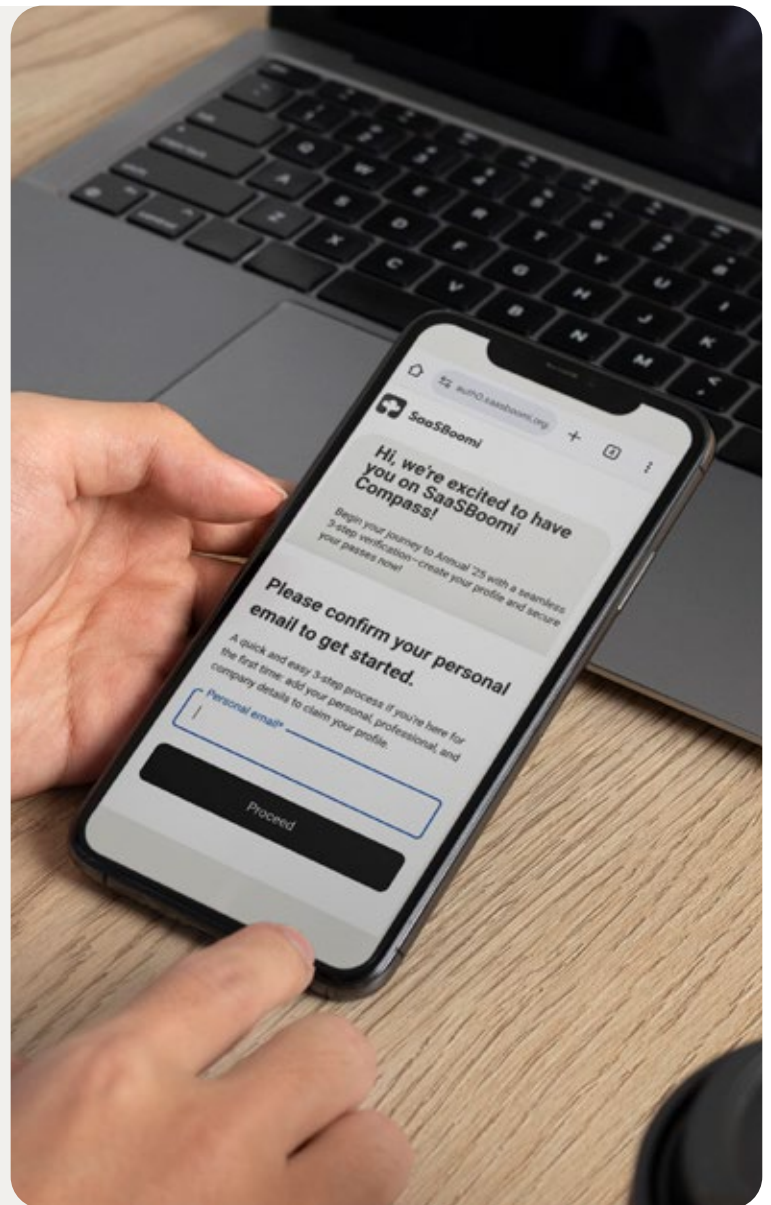 auth0.saasboomi.org
4
SaaSBoomi
Hi, we're excited to have
you on SaaSBoomi
Compass!
Begin your journey to Annual '25 with a seamless
3-step verification—create your profile and secure
your passes now!
Please confirm your personal
email to get started.
A quick and easy 3-step process if you're here for
the first time: add your personal, professional, and
company details to claim your profile.
Personal email*
Proceed
Q W E R T Y U I
A S D F G H J K
Z X C V B N M